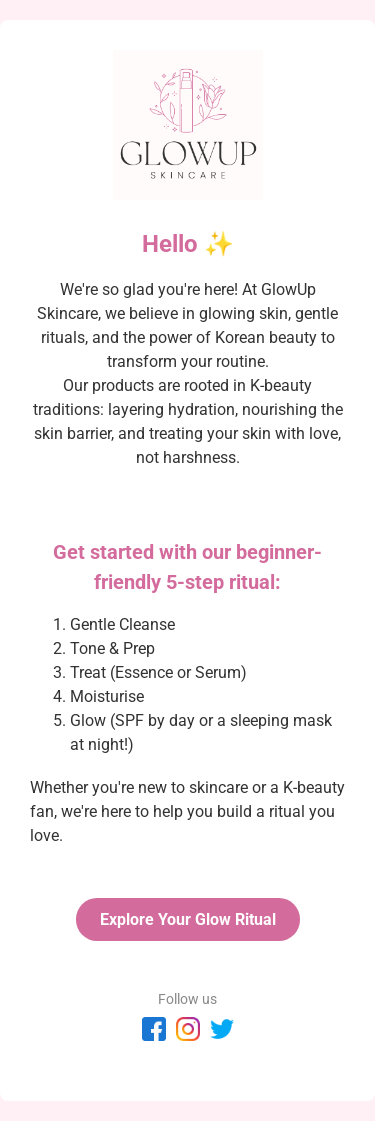 GLOWUP
SKINCARE
Hello ✨
We're so glad you're here! At GlowUp
Skincare, we believe in glowing skin, gentle
rituals, and the power of Korean beauty to
transform your routine.
Our products are rooted in K-beauty
traditions: layering hydration, nourishing the
skin barrier, and treating your skin with love,
not harshness.
Get started with our beginner-
friendly 5-step ritual:
1. Gentle Cleanse
2. Tone & Prep
3. Treat (Essence or Serum)
4. Moisturise
5. Glow (SPF by day or a sleeping mask
at night!)
Whether you're new to skincare or a K-beauty
fan, we're here to help you build a ritual you
love.
Explore Your Glow Ritual
Follow us